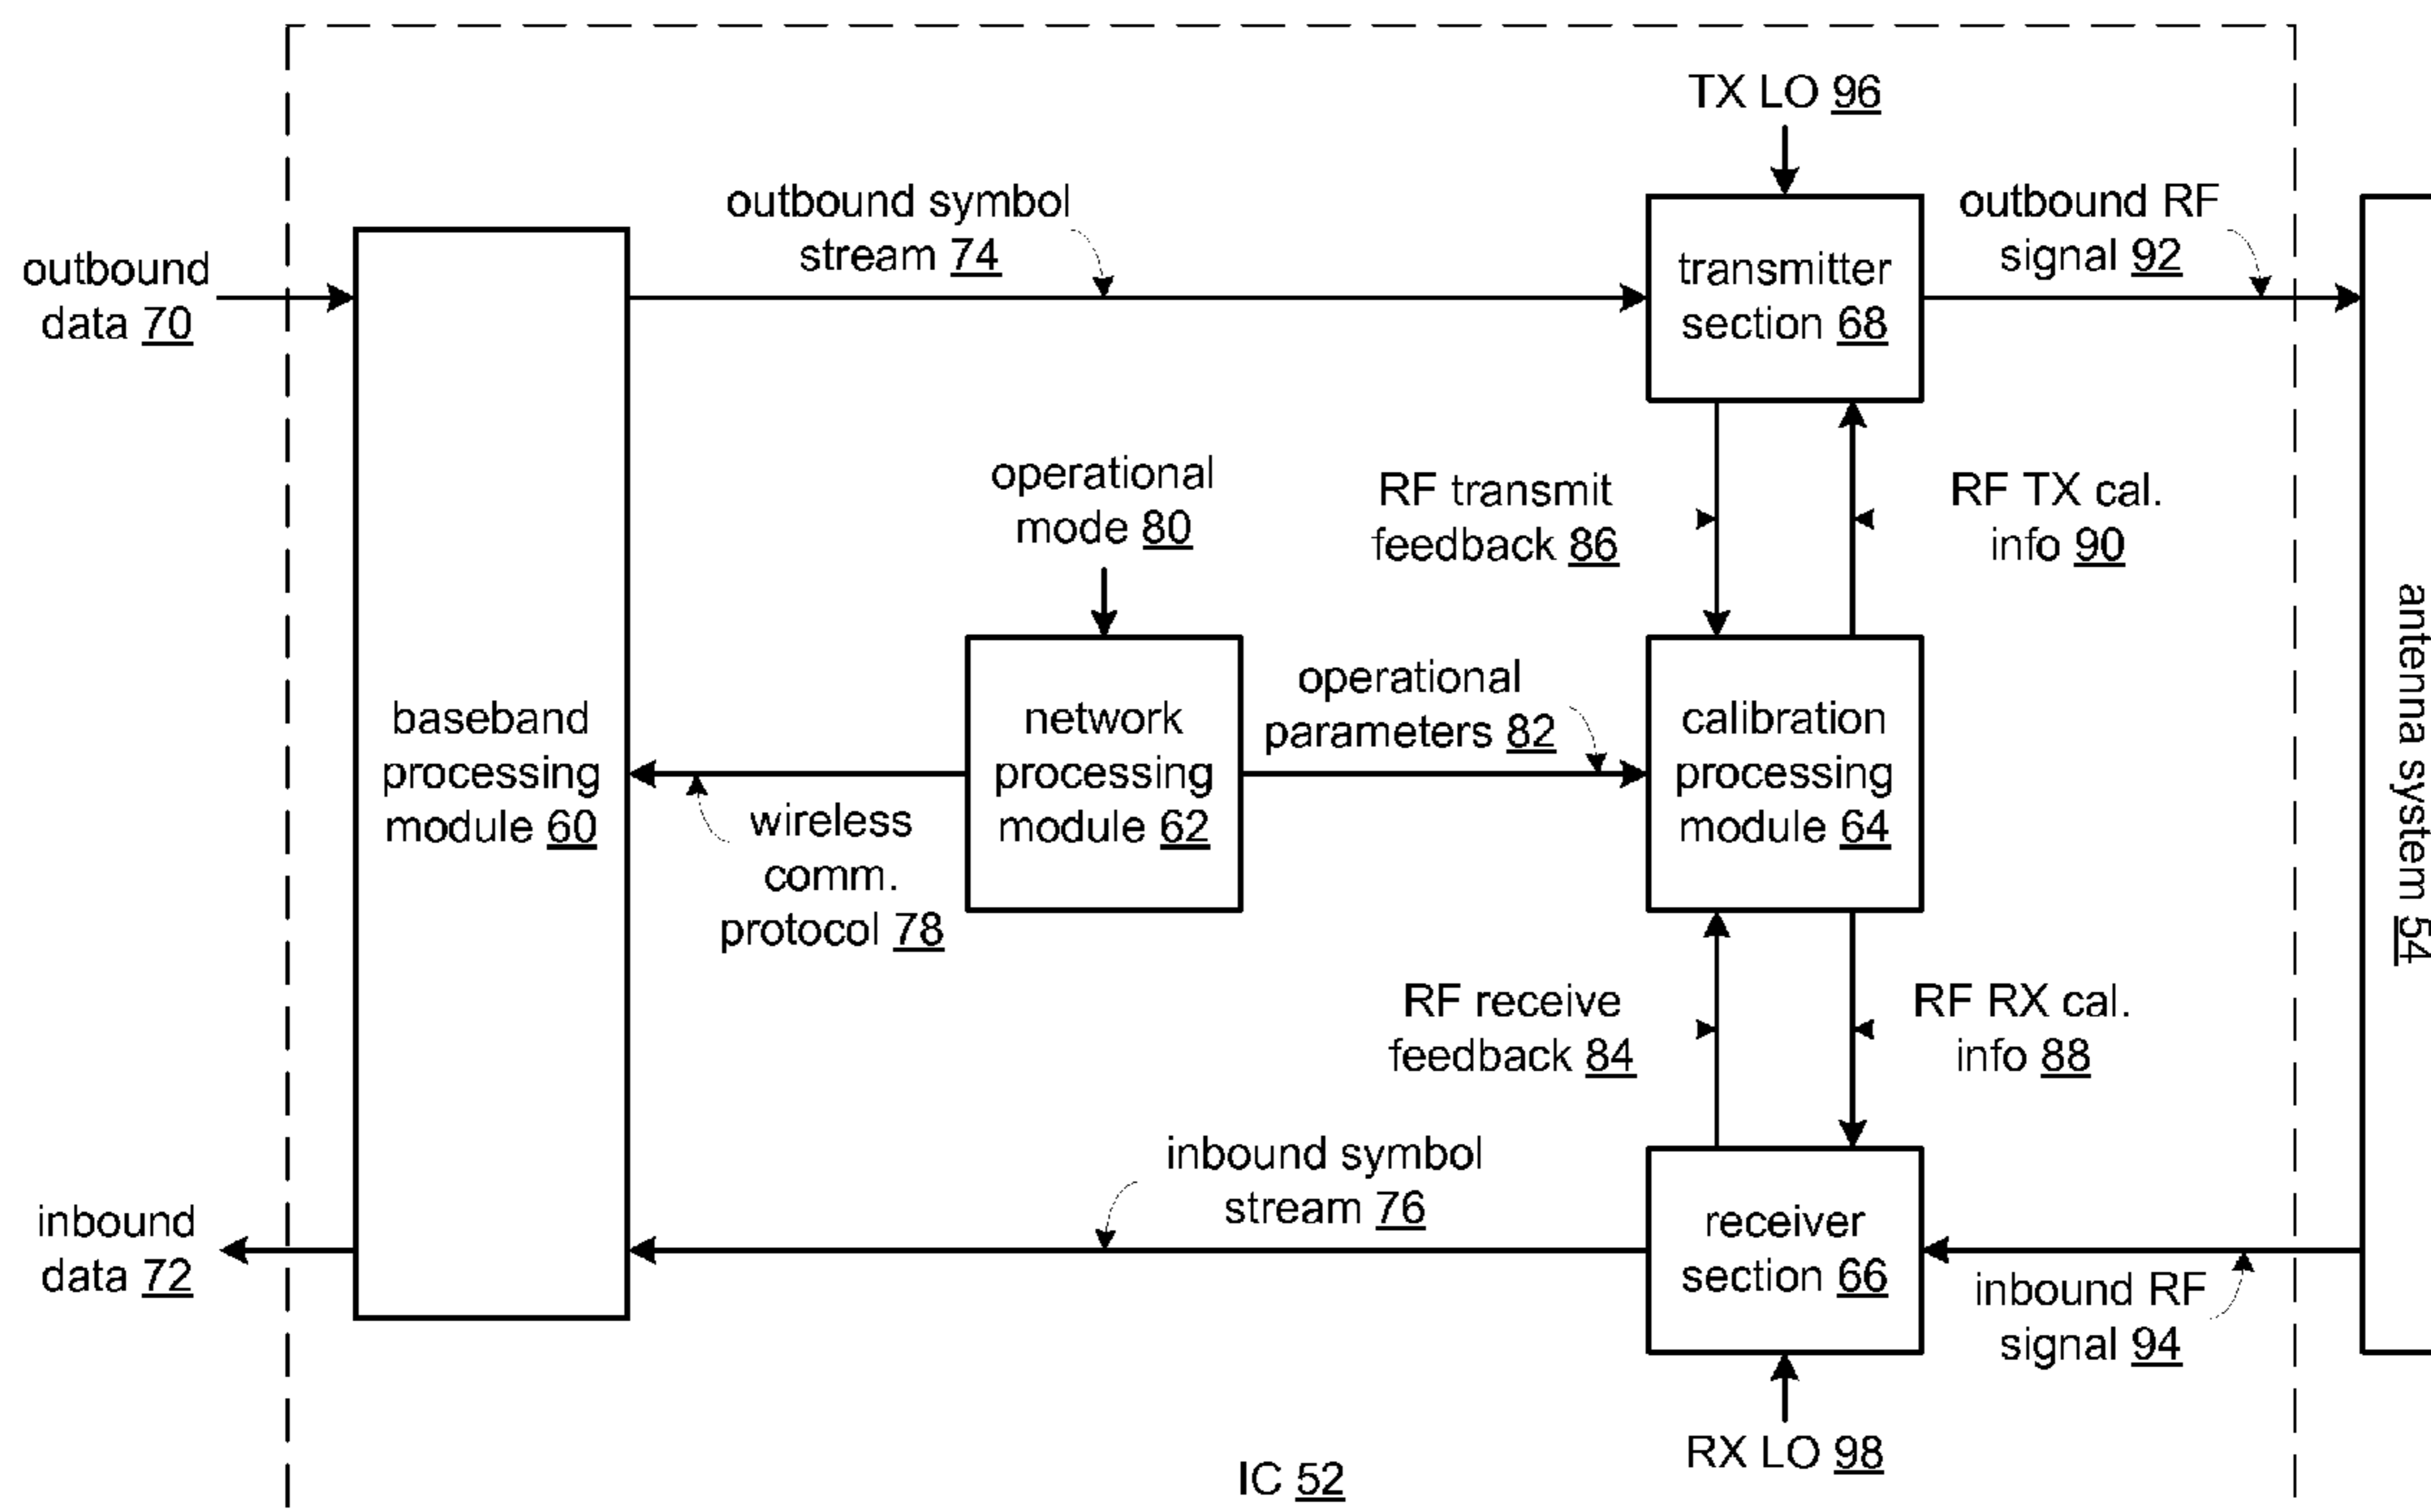 TX LO 96
outbound symbol
stream 74
outbound RF
signal 92
outbound
data 70
transmitter
section 68
operational
mode 80
RF transmit
feedback 86
RF TX cal.
info 90
baseband
processing
module 60
network
processing
module 62
operational
parameters 82
calibration
processing
module 64
antenna system 54
wireless
comm.
protocol 78
RF receive
feedback 84
RF RX cal.
info 88
inbound symbol
stream 76
inbound
data 72
receiver
section 66
inbound RF
signal 94
RX LO 98
IC 52